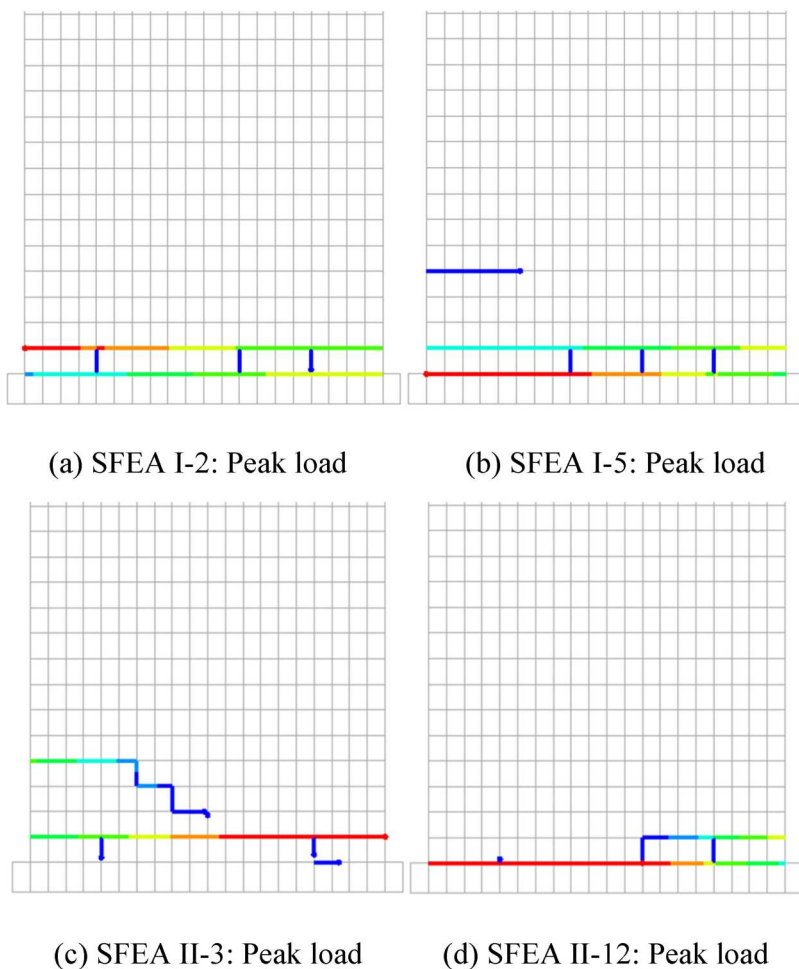 (a) SFEA I-2: Peak load
(b) SFEA I-5: Peak load
(c) SFEA II-3: Peak load
(d) SFEA II-12: Peak load